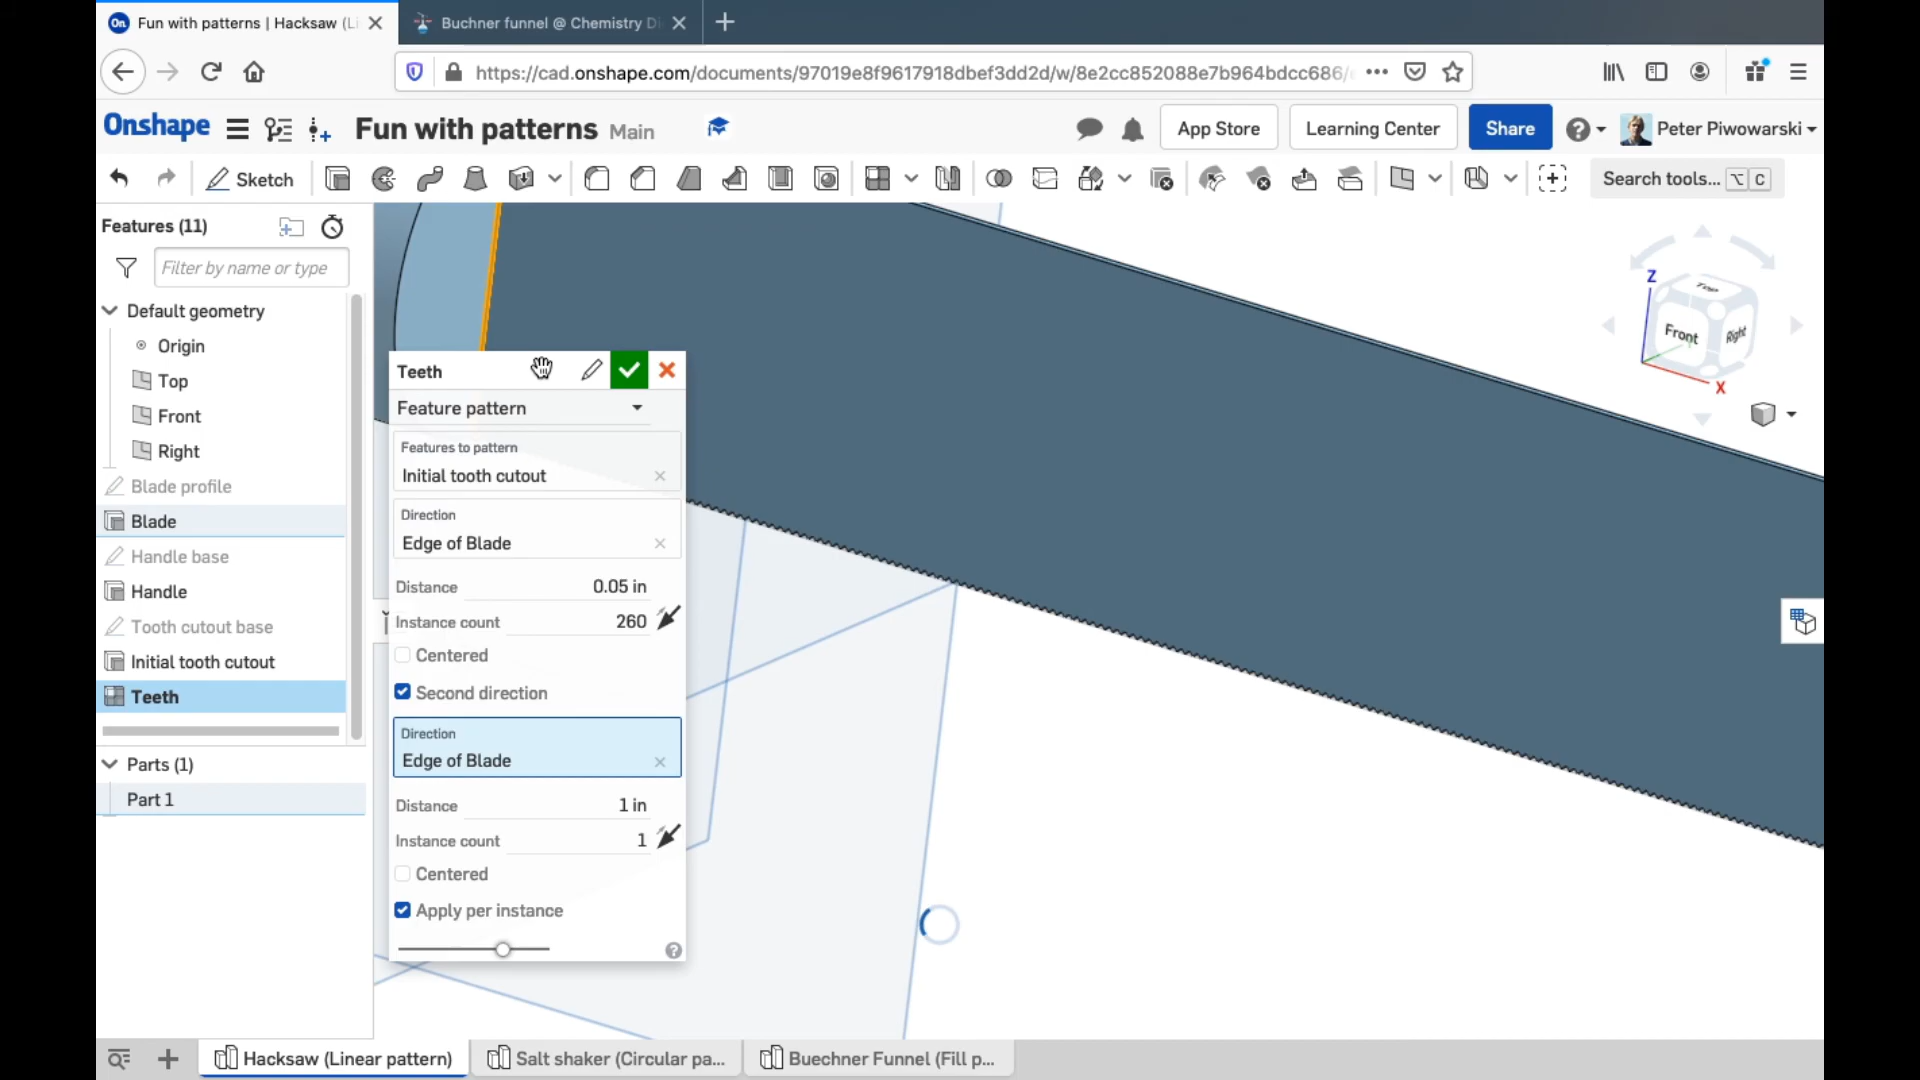 Fun with patterns | Hacksaw (Li
Buchner funnel @ Chemistry Di
https://cad.onshape.com/documents/97019e8f9617918dbef3dd2d/w/8e2cc852088e7b964bdcc686/
Onshape
Fun with patterns Main
App Store
Learning Center
Share
Peter Piwowarski
Sketch
Search tools... ⌥ C
Features (11)
Filter by name or type
Default geometry
Origin
Top
Front
Right
Blade profile
Blade
Handle base
Handle
Tooth cutout base
Initial tooth cutout
Teeth
Parts (1)
Part 1
Teeth
Feature pattern
Features to pattern
Initial tooth cutout
Direction
Edge of Blade
Distance 0.05 in
Instance count 260
Centered
Second direction
Direction
Edge of Blade
Distance 1 in
Instance count 1
Centered
Apply per instance
Z
Top
Front
Right
X
Hacksaw (Linear pattern)
Salt shaker (Circular pa...
Buechner Funnel (Fill p...